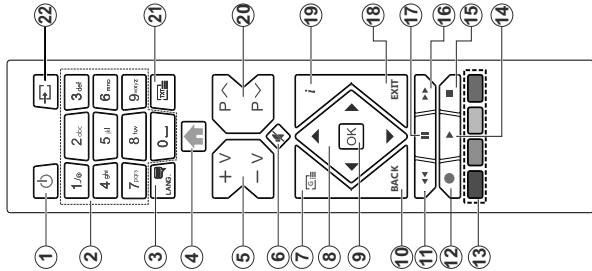 1
22
2
1./@
2abc
3def
4ghi
5jkl
6mno
7pqrs
8tuv
9wxyz
3
LANG.
0
TXT
21
4
5
+
V
−
V
6
P
P
20
7
G
i
19
8
9
OK
10
BACK
EXIT
18
11
17
16
12
14
15
13